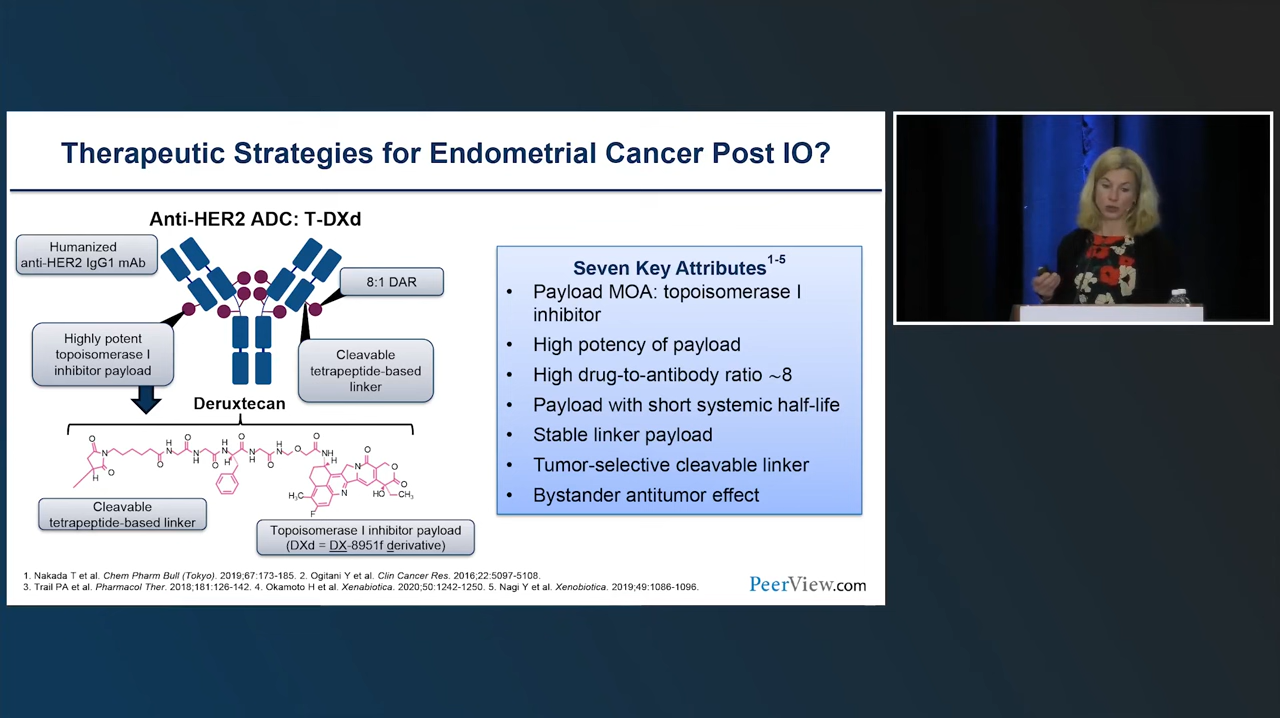 Therapeutic Strategies for Endometrial Cancer Post IO?
Anti-HER2 ADC: T-DXd
Humanized
anti-HER2 IgG1 mAb
8:1 DAR
Highly potent
topoisomerase I
inhibitor payload
Cleavable
tetrapeptide-based
linker
Deruxtecan
O
N
O
H
O
H
N
O
N
H
O
H
N
O
N
H
O
H
N
O
O
NH
H
O
N
N
O
O
HO
CH₃
H₃C
F
Cleavable
tetrapeptide-based linker
Topoisomerase I inhibitor payload
(DXd = DX-8951f derivative)
Seven Key Attributes1-5
• Payload MOA: topoisomerase I
inhibitor
• High potency of payload
• High drug-to-antibody ratio ~8
• Payload with short systemic half-life
• Stable linker payload
• Tumor-selective cleavable linker
• Bystander antitumor effect
1. Nakada T et al. Chem Pharm Bull (Tokyo). 2019;67:173-185. 2. Ogitani Y et al. Clin Cancer Res. 2016;22:5097-5108.
3. Trail PA et al. Pharmacol Ther. 2018;181:126-142. 4. Okamoto H et al. Xenabiotica. 2020;50:1242-1250. 5. Nagi Y et al. Xenobiotica. 2019;49:1086-1096.
PeerView.com